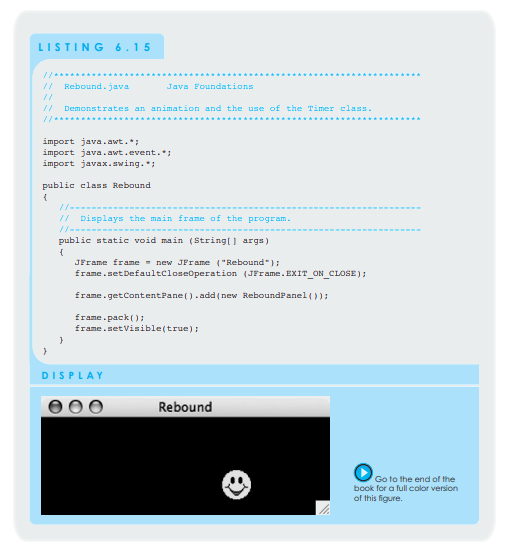 LISTING 6.15
//********************************************************************
//  Rebound.java       Java Foundations
//
//  Demonstrates an animation and the use of the Timer class.
//********************************************************************
import java.awt.*;
import java.awt.event.*;
import javax.swing.*;
public class Rebound
{
   //-----------------------------------------------------------------
   //  Displays the main frame of the program.
   //-----------------------------------------------------------------
   public static void main (String[] args)
   {
      JFrame frame = new JFrame ("Rebound");
      frame.setDefaultCloseOperation (JFrame.EXIT_ON_CLOSE);
      frame.getContentPane().add(new ReboundPanel());
      frame.pack();
      frame.setVisible(true);
   }
}
DISPLAY
Rebound
Go to the end of the
book for a full color version
of this figure.